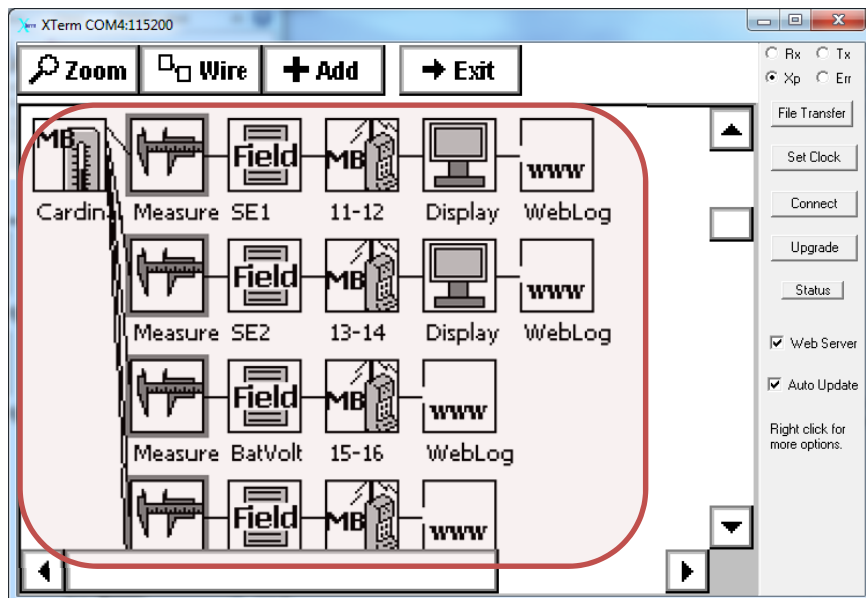 XTerm COM4:115200
Zoom Wire Add Exit
Rx Tx
Xp Err
File Transfer
Set Clock
Connect
Upgrade
Status
Web Server
Auto Update
Right click for
more options.
MB Field MB www
Cardin Measure SE1 11-12 Display WebLog
Field MB www
Measure SE2 13-14 Display WebLog
Field MB www
Measure BatVolt 15-16 WebLog
Field MB www